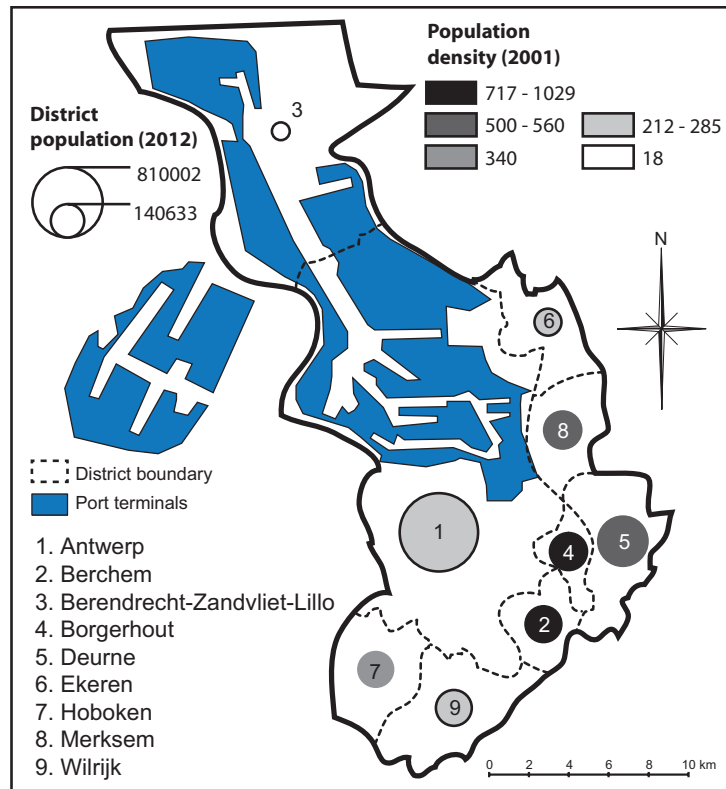 Population
density (2001)
717 - 1029
500 - 560
212 - 285
340
18
District
population (2012)
810002
140633
3
N
6
8
1
4
5
2
7
9
District boundary
Port terminals
1. Antwerp
2. Berchem
3. Berendrecht-Zandvliet-Lillo
4. Borgerhout
5. Deurne
6. Ekeren
7. Hoboken
8. Merksem
9. Wilrijk
0 2 4 6 8 10 km